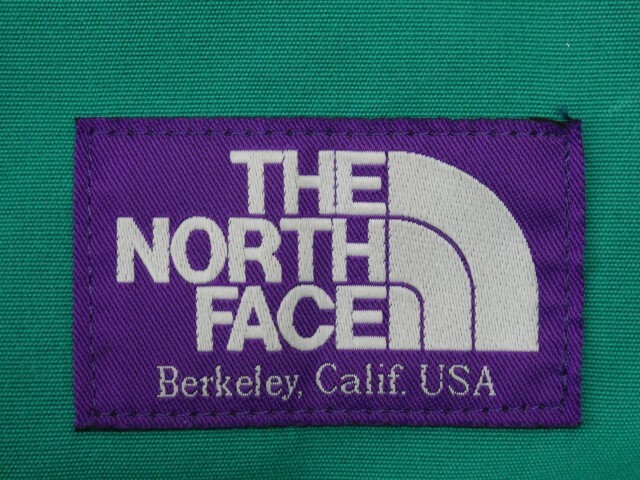 THE
NORTH
FACE
Berkeley, Calif. USA